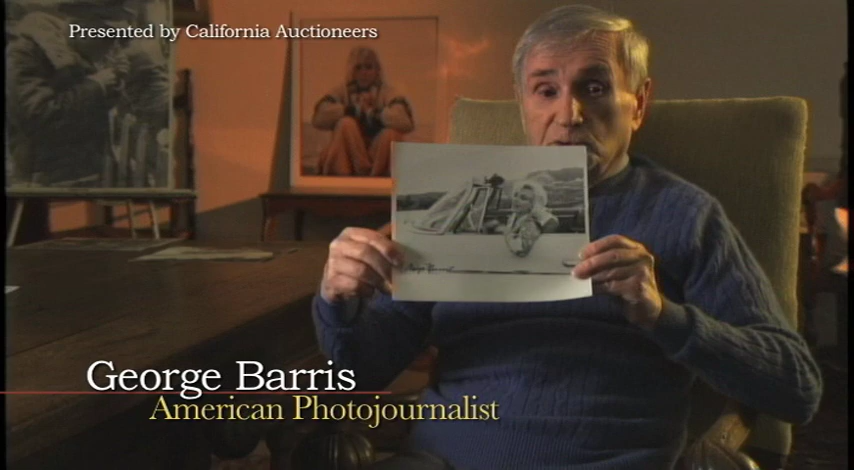 Presented by California Auctioneers
George Barris
American Photojournalist